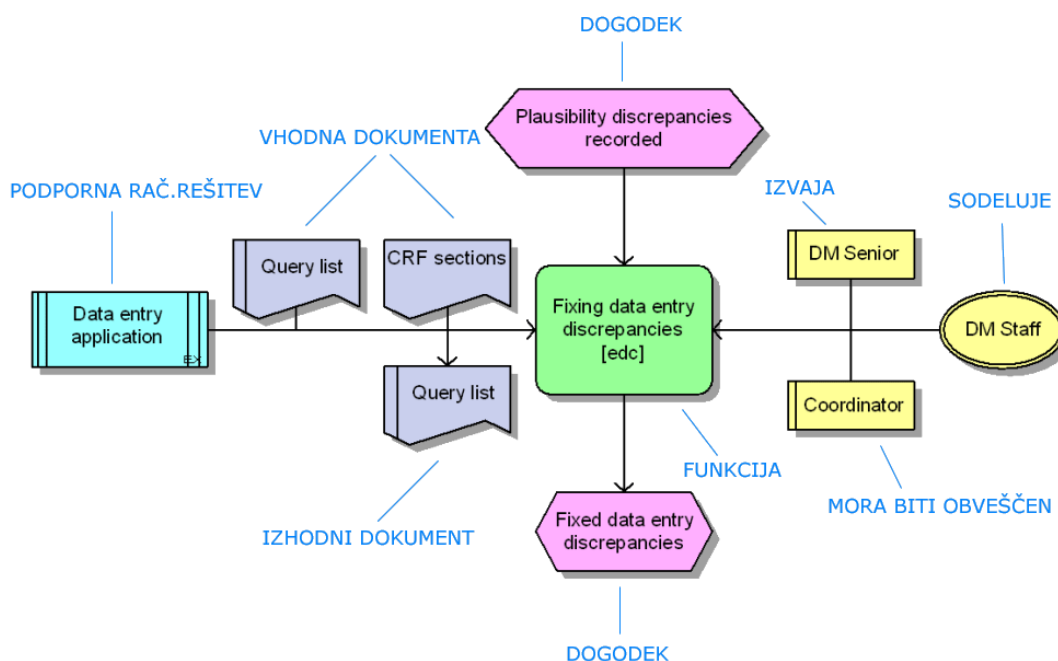 DOGODEK
Plausibility discrepancies
recorded
VHODNA DOKUMENTA
PODPORNA RAČ.REŠITEV
IZVAJA
SODELUJE
Query list
CRF sections
DM Senior
Data entry
application
EX
Fixing data entry
discrepancies
[edc]
DM Staff
Query list
Coordinator
FUNKCIJA
MORA BITI OBVEŠČEN
IZHODNI DOKUMENT
Fixed data entry
discrepancies
DOGODEK